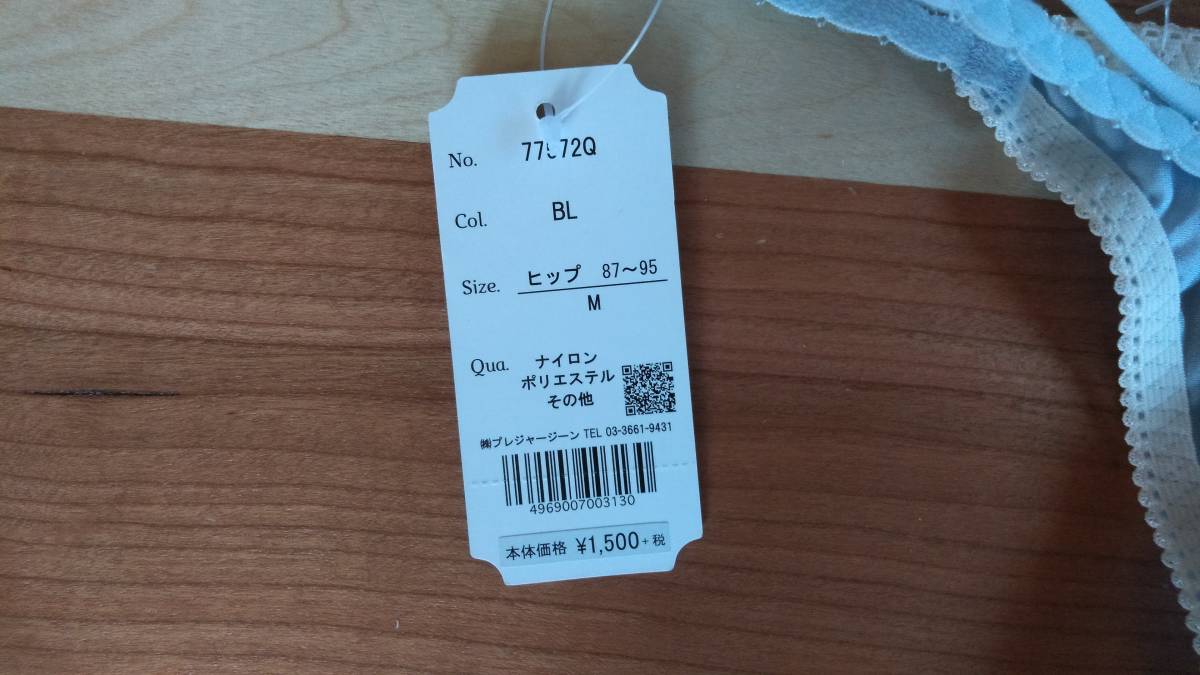 No. 
Col. BL
Size. ヒップ 87～95
M
Qua. ナイロン
ポリエステル
その他
㈱プレジャージーン TEL 03-3661-9431
4969007003130
本体価格 ¥1,500+税